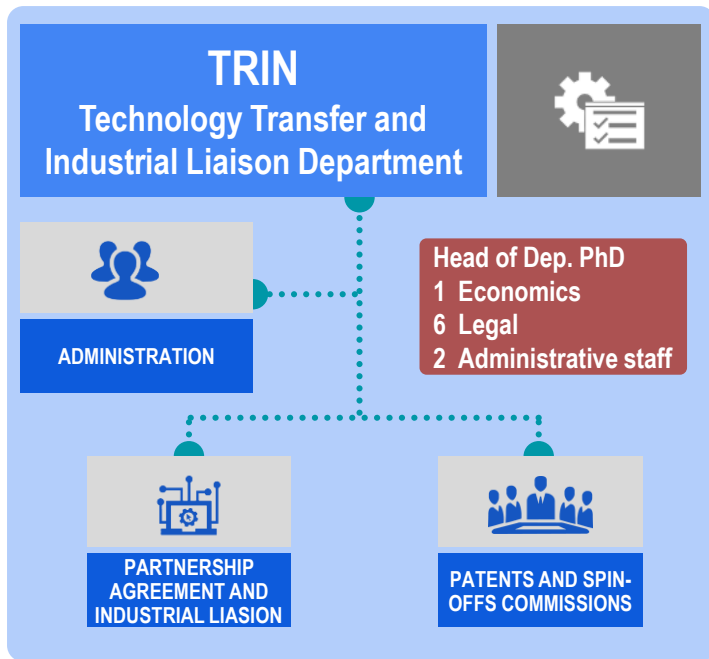 TRIN
Technology Transfer and
Industrial Liaison Department
Head of Dep. PhD
1 Economics
6 Legal
2 Administrative staff
ADMINISTRATION
PARTNERSHIP
AGREEMENT AND
INDUSTRIAL LIASION
PATENTS AND SPIN-
OFFS COMMISSIONS